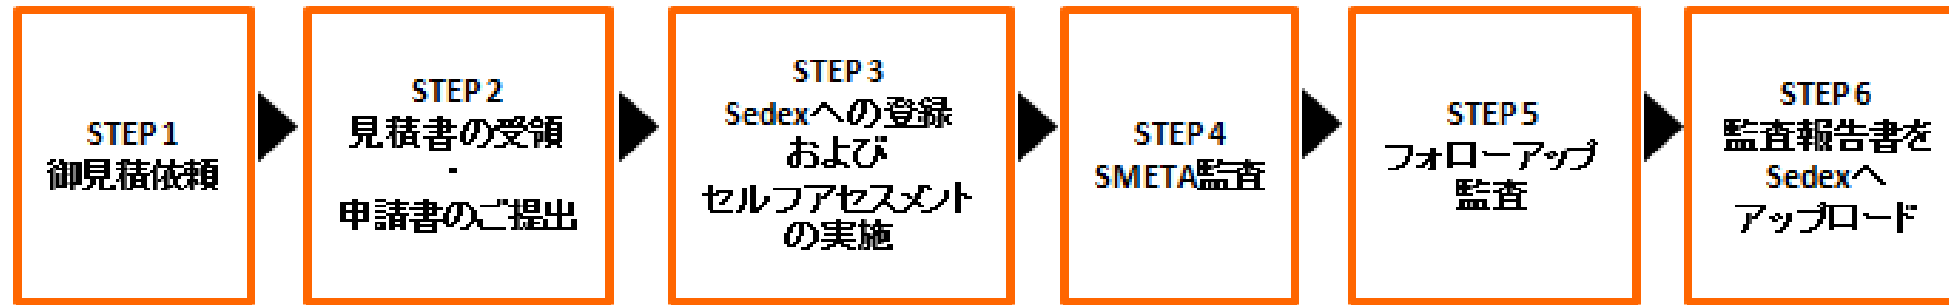 STEP 1
御見積依頼
STEP 2
見積書の受領
・
申請書のご提出
STEP 3
Sedexへの登録
および
セルフアセスメント
の実施
STEP 4
SMETA監査
STEP 5
フォローアップ
監査
STEP 6
監査報告書を
Sedexへ
アップロード